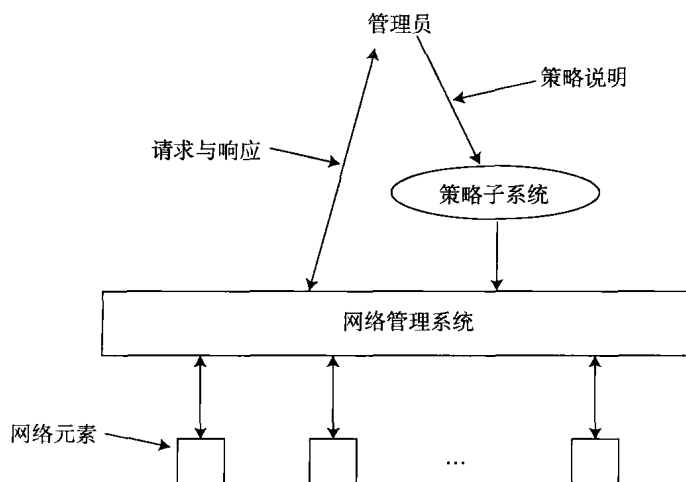 管理员
策略说明
请求与响应
策略子系统
网络管理系统
网络元素
...